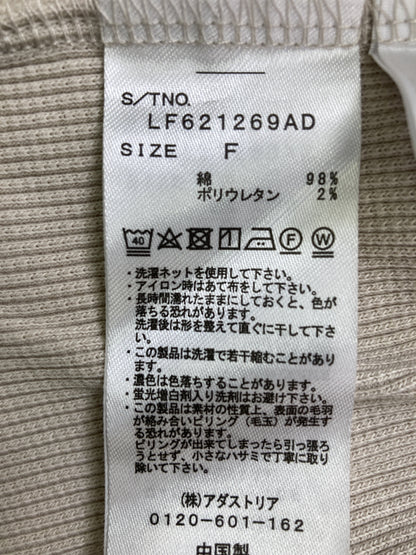 S/TNO.
LF621269AD
SIZE F
綿 98%
ポリウレタン 2%
40 F W
・洗濯ネットを使用して下さい。
・アイロン時はあて布をして下さい。
・長時間濡れたままにしておくと、色が
落ちる恐れがあります。
洗濯後は形を整えて直ぐに干して下さ
い。
・この製品は洗濯で若干縮むことがあり
ます。
・濃色は色落ちすることがあります。
・蛍光増白剤入り洗剤はお避け下さい。
・この製品は素材の性質上、表面の毛羽
が絡み合いピリング(毛玉)が発生す
る恐れがあります。
ピリングが出来てしまったら引っ張ろ
うとせず、小さなハサミで丁寧に取り
除いて下さい。
(株)アダストリア
0120-601-162
中国製